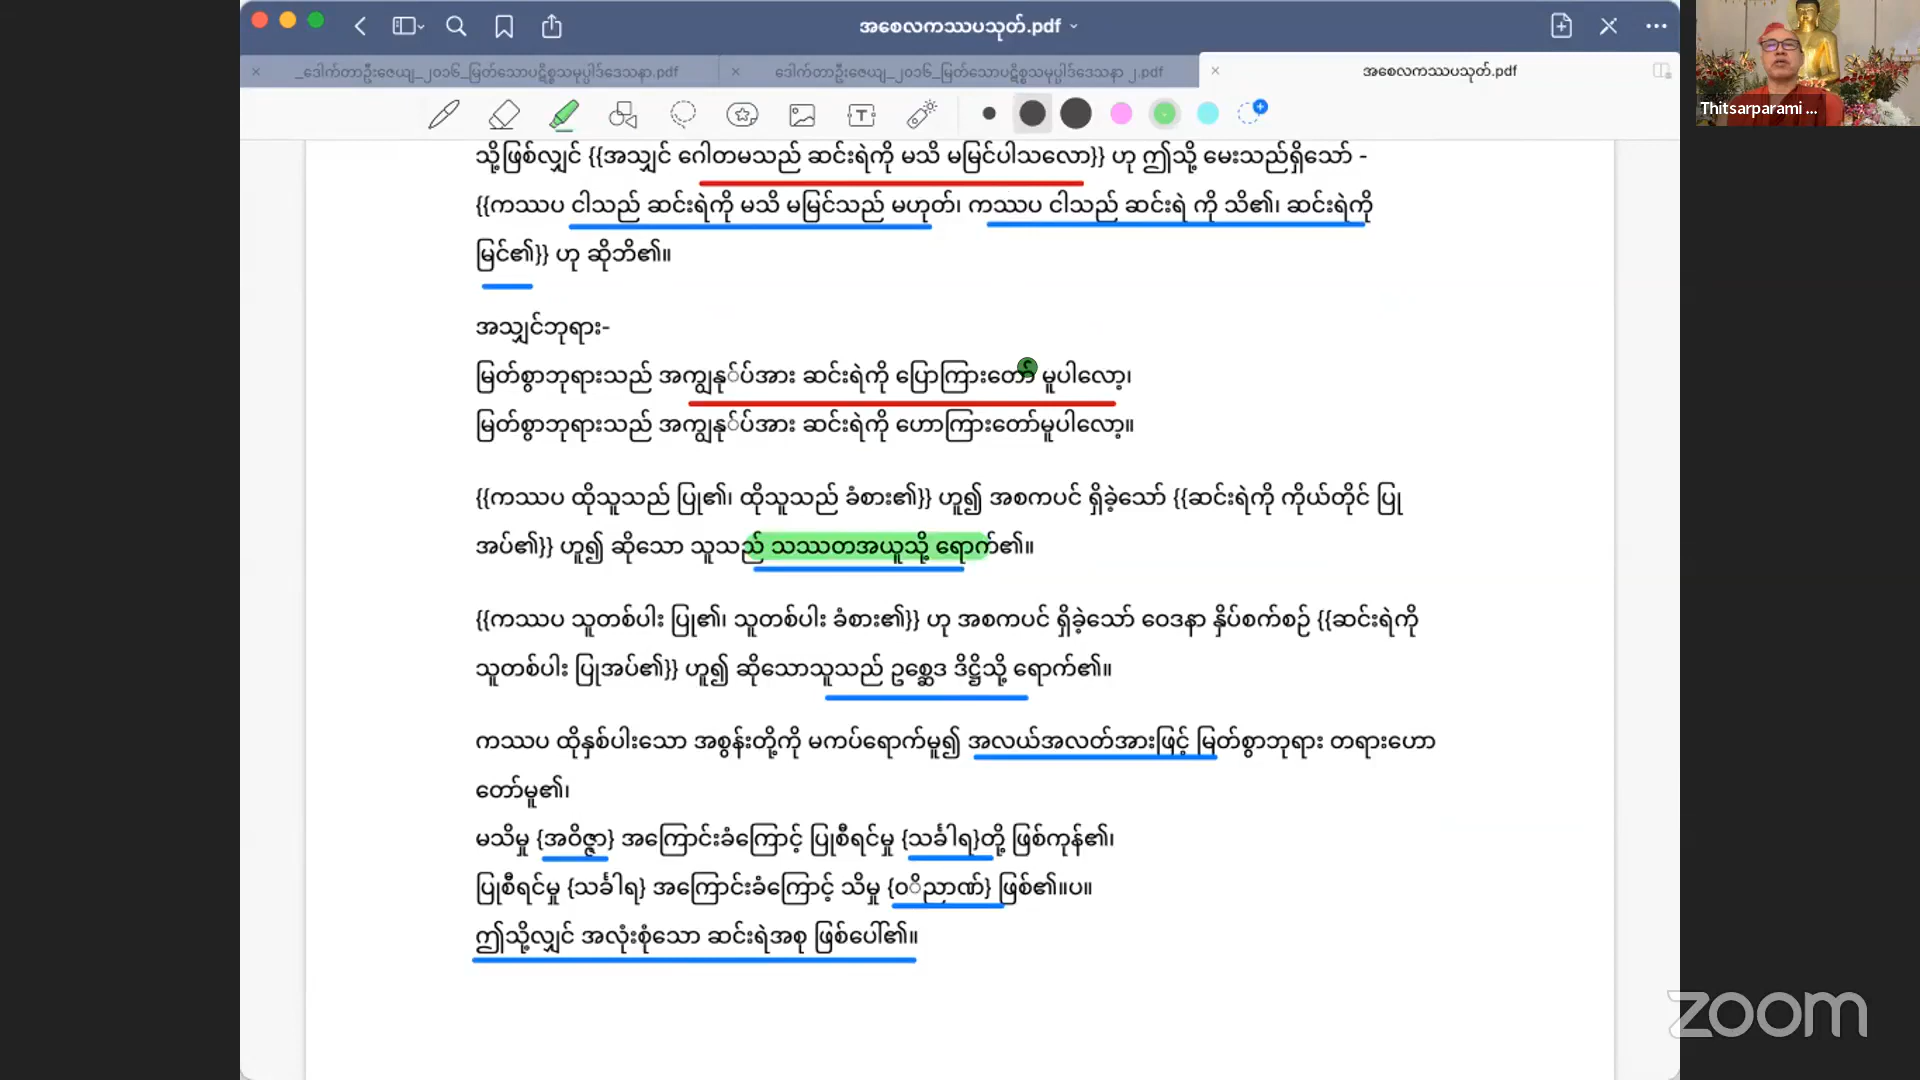 အစေလကဿပသုတ်.pdf
_ဒေါက်တာဦးဇေယျ_၂၀၁၆_မြတ်သောပဋိစ္စသမုပ္ပါဒ်ဒေသနာ.pdf
ဒေါက်တာဦးဇေယျ_၂၀၁၆_မြတ်သောပဋိစ္စသမုပ္ပါဒ်ဒေသနာ ၂.pdf
အစေလကဿပသုတ်.pdf
Thitsarparami ...
သို့ဖြစ်လျှင် {{အသျှင် ဂေါတမသည် ဆင်းရဲကို မသိ မမြင်ပါသလော}} ဟု ဤသို့ မေးသည်ရှိသော် -
{{ကဿပ ငါသည် ဆင်းရဲကို မသိ မမြင်သည် မဟုတ်၊ ကဿပ ငါသည် ဆင်းရဲ ကို သိ၏၊ ဆင်းရဲကို
မြင်၏}} ဟု ဆိုဘိ၏။
အသျှင်ဘုရား-
မြတ်စွာဘုရားသည် အကျွနု်ပ်အား ဆင်းရဲကို ပြောကြားတော် မူပါလော့၊
မြတ်စွာဘုရားသည် အကျွနု်ပ်အား ဆင်းရဲကို ဟောကြားတော်မူပါလော့။
{{ကဿပ ထိုသူသည် ပြု၏၊ ထိုသူသည် ခံစား၏}} ဟူ၍ အစကပင် ရှိခဲ့သော် {{ဆင်းရဲကို ကိုယ်တိုင် ပြု
အပ်၏}} ဟူ၍ ဆိုသော သူသည် သဿတအယူသို့ ရောက်၏။
{{ကဿပ သူတစ်ပါး ပြု၏၊ သူတစ်ပါး ခံစား၏}} ဟု အစကပင် ရှိခဲ့သော် ဝေဒနာ နှိပ်စက်စဉ် {{ဆင်းရဲကို
သူတစ်ပါး ပြုအပ်၏}} ဟူ၍ ဆိုသောသူသည် ဥစ္ဆေဒ ဒိဋ္ဌိသို့ ရောက်၏။
ကဿပ ထိုနှစ်ပါးသော အစွန်းတို့ကို မကပ်ရောက်မူ၍ အလယ်အလတ်အားဖြင့် မြတ်စွာဘုရား တရားဟော
တော်မူ၏၊
မသိမှု {အဝိဇ္ဇာ} အကြောင်းခံကြောင့် ပြုစီရင်မှု {သင်္ခါရ}တို့ ဖြစ်ကုန်၏၊
ပြုစီရင်မှု {သင်္ခါရ} အကြောင်းခံကြောင့် သိမှု {ဝိညာဏ်} ဖြစ်၏။ပ။
ဤသို့လျှင် အလုံးစုံသော ဆင်းရဲအစု ဖြစ်ပေါ်၏။
zoom